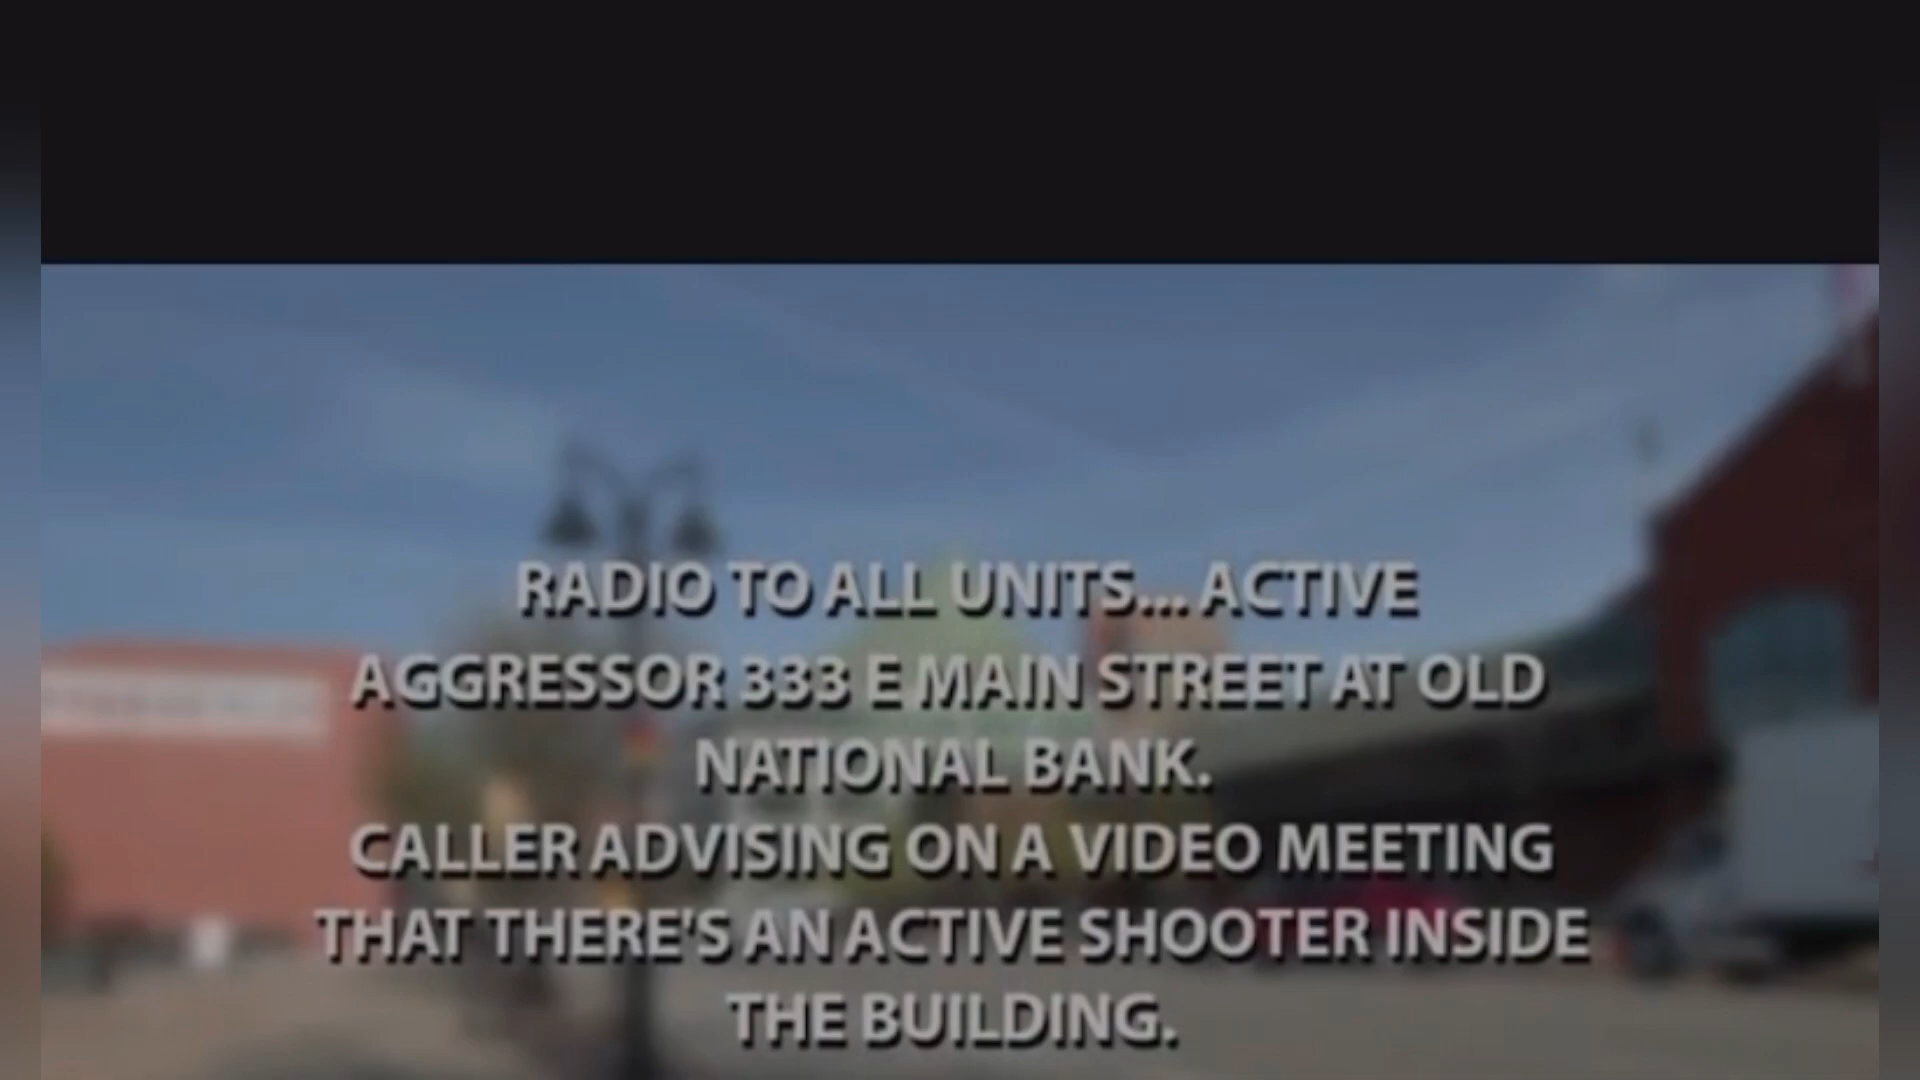 RADIO TO ALL UNITS... ACTIVE
AGGRESSOR 333 E MAIN STREET AT OLD
NATIONAL BANK.
CALLER ADVISING ON A VIDEO MEETING
THAT THERE'S AN ACTIVE SHOOTER INSIDE
THE BUILDING.